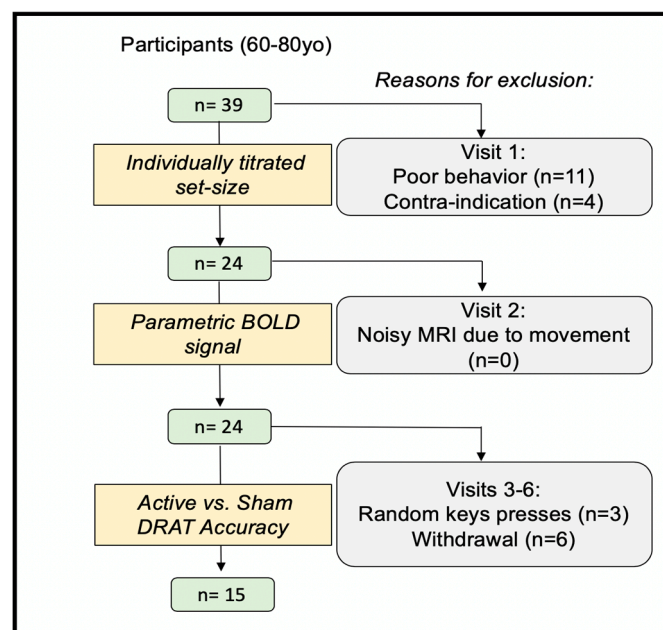 Participants (60-80yo)
Reasons for exclusion:
n= 39
Individually titrated
set-size
Visit 1:
Poor behavior (n=11)
Contra-indication (n=4)
n= 24
Parametric BOLD
signal
Visit 2:
Noisy MRI due to movement
(n=0)
n= 24
Active vs. Sham
DRAT Accuracy
Visits 3-6:
Random keys presses (n=3)
Withdrawal (n=6)
n= 15